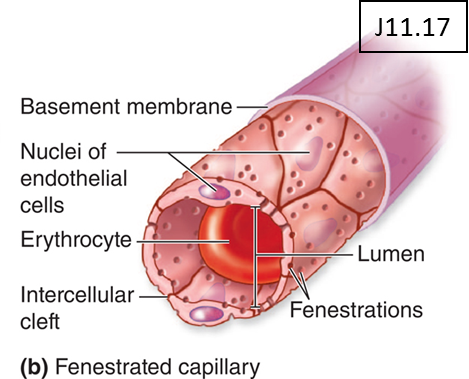 J11.17
Basement membrane
Nuclei of
endothelial
cells
Erythrocyte
Lumen
Intercellular
cleft
Fenestrations
(b) Fenestrated capillary